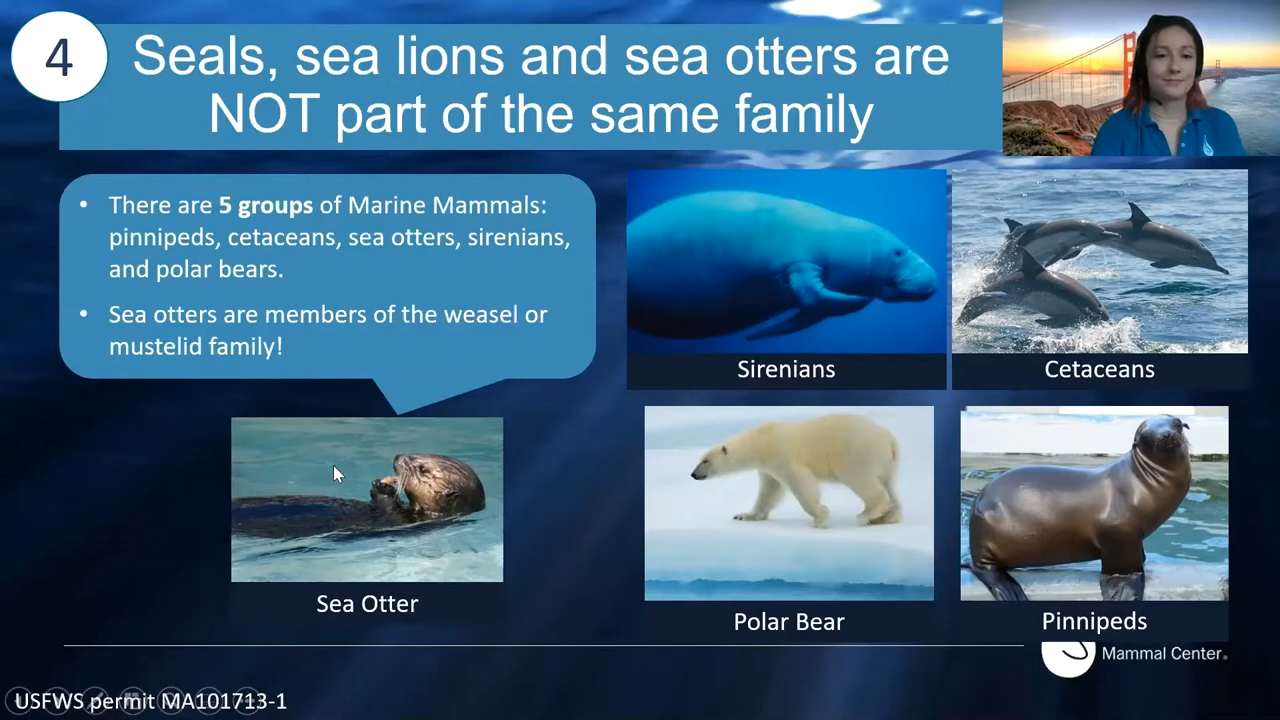 4
Seals, sea lions and sea otters are
NOT part of the same family
• There are 5 groups of Marine Mammals:
pinnipeds, cetaceans, sea otters, sirenians,
and polar bears.
• Sea otters are members of the weasel or
mustelid family!
Sirenians
Cetaceans
Sea Otter
Polar Bear
Pinnipeds
Mammal Center
USFWS permit MA101713-1